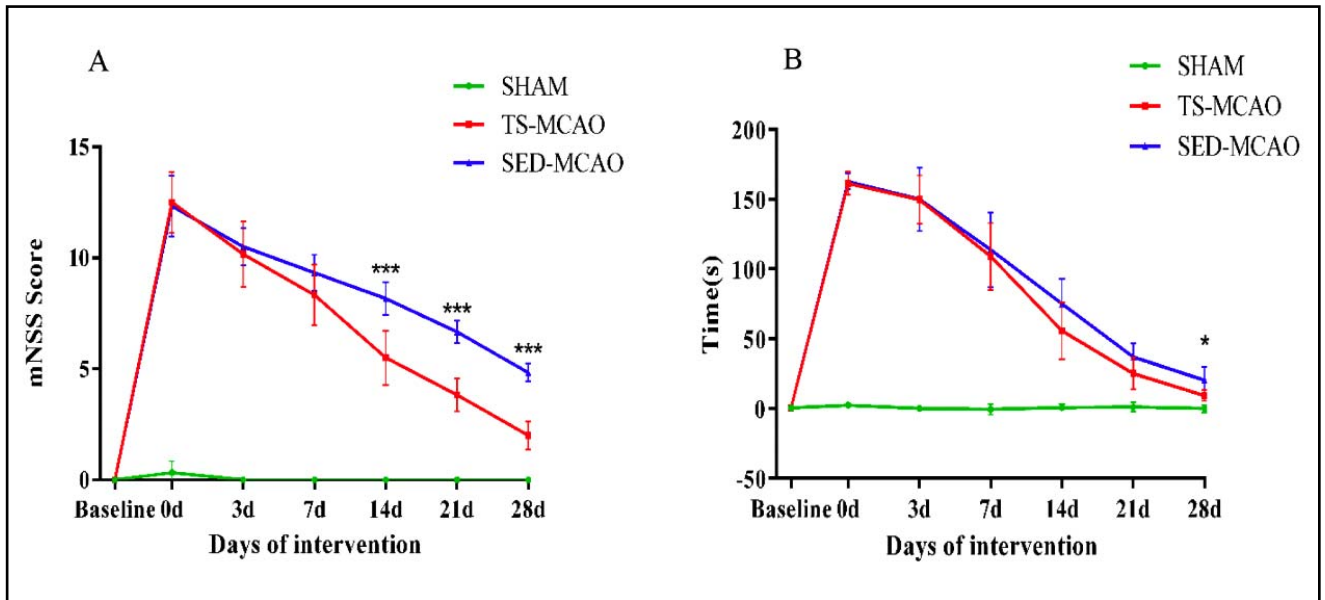 A
SHAM
TS-MCAO
SED-MCAO
15
10
5
0
mNSS Score
***
***
***
Baseline 0d 3d 7d 14d 21d 28d
Days of intervention
B
SHAM
TS-MCAO
SED-MCAO
200
150
100
50
0
-50
Time(s)
*
Baseline 0d 3d 7d 14d 21d 28d
Days of intervention